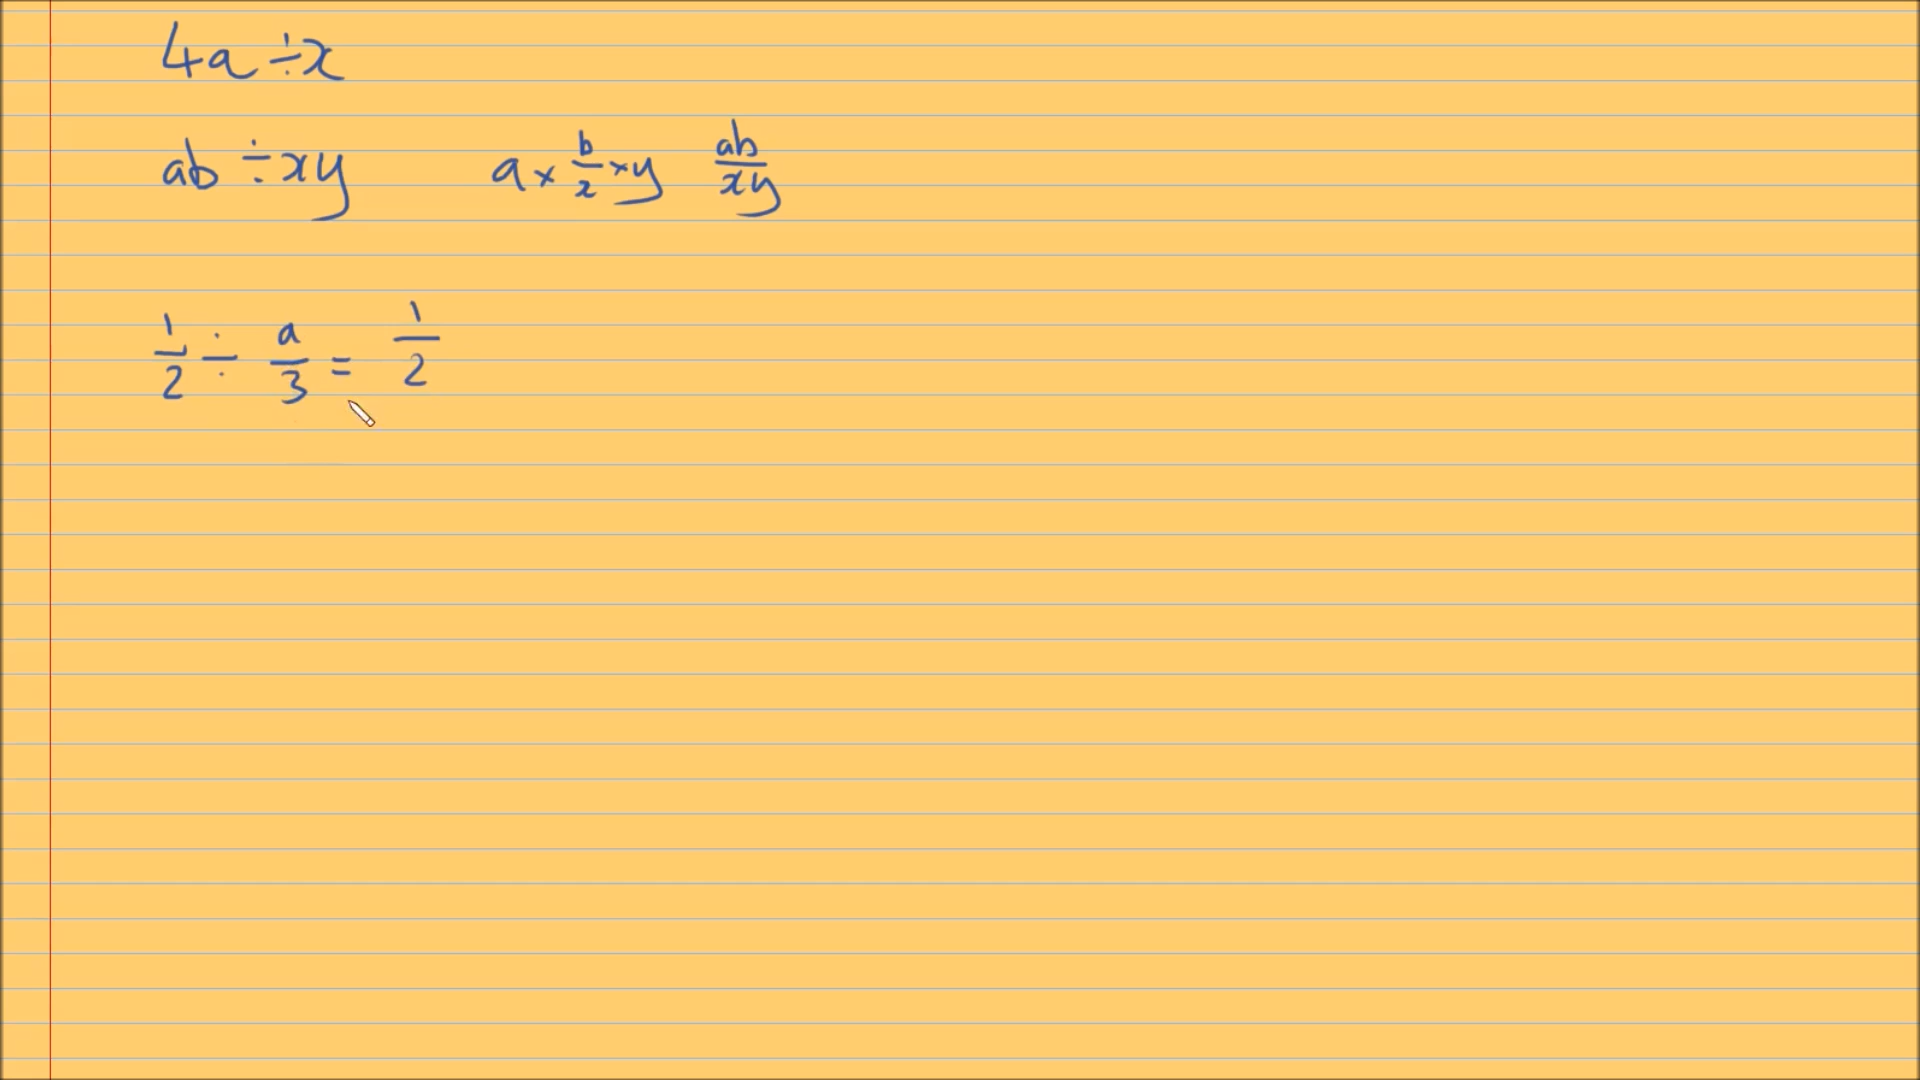 4a ÷ x
ab ÷ xy a × b/x × y ab/xy
1/2 ÷ a/3 = 1/2